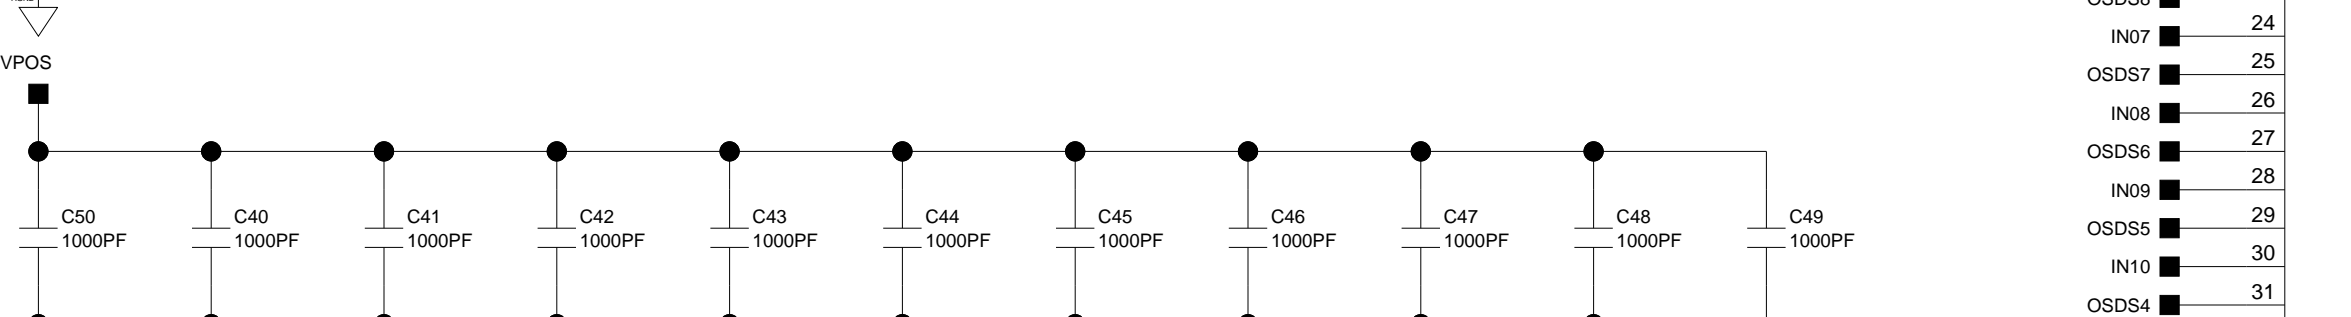 VPOS
C50
1000PF
C40
1000PF
C41
1000PF
C42
1000PF
C43
1000PF
C44
1000PF
C45
1000PF
C46
1000PF
C47
1000PF
C48
1000PF
C49
1000PF
OSDS8
IN07 24
OSDS7 25
IN08 26
OSDS6 27
IN09 28
OSDS5 29
IN10 30
OSDS4 31